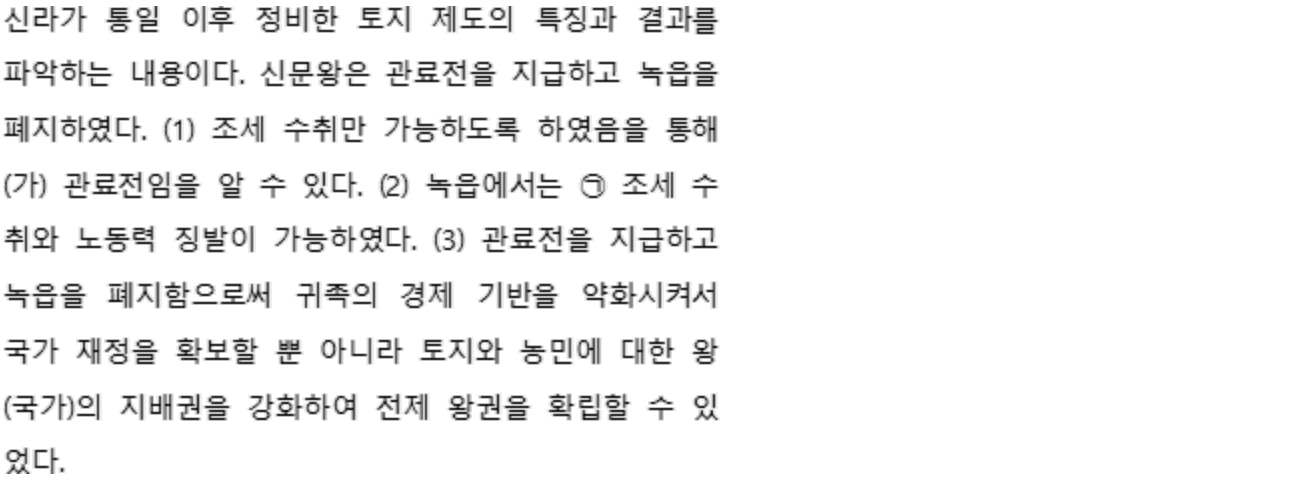 신라가 통일 이후 정비한 토지 제도의 특징과 결과를
파악하는 내용이다. 신문왕은 관료전을 지급하고 녹읍을
폐지하였다. (1) 조세 수취만 가능하도록 하였음을 통해
(가) 관료전임을 알 수 있다. (2) 녹읍에서는 ㉠ 조세 수
취와 노동력 징발이 가능하였다. (3) 관료전을 지급하고
녹읍을 폐지함으로써 귀족의 경제 기반을 약화시켜서
국가 재정을 확보할 뿐 아니라 토지와 농민에 대한 왕
(국가)의 지배권을 강화하여 전제 왕권을 확립할 수 있
었다.